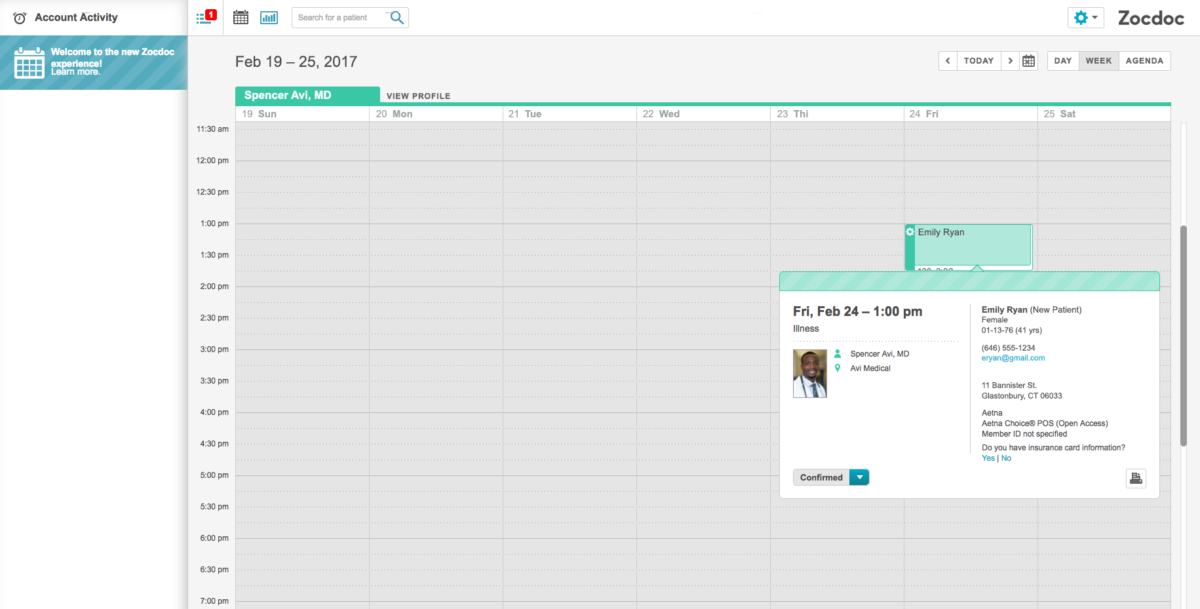 Account Activity
1
Search for a patient
Zocdoc
Welcome to the new Zocdoc
experience!
Learn more.
Feb 19 – 25, 2017
TODAY
DAY
WEEK
AGENDA
Spencer Avi, MD
VIEW PROFILE
19 Sun
20 Mon
21 Tue
22 Wed
23 Thi
24 Fri
25 Sat
11:30 am
12:00 pm
12:30 pm
1:00 pm
1:30 pm
2:00 pm
2:30 pm
3:00 pm
3:30 pm
4:00 pm
4:30 pm
5:00 pm
5:30 pm
6:00 pm
6:30 pm
7:00 pm
Emily Ryan
Fri, Feb 24 – 1:00 pm
Illness
Spencer Avi, MD
Avi Medical
Confirmed
Emily Ryan (New Patient)
Female
01-13-76 (41 yrs)
(646) 555-1234
eryan@gmail.com
11 Bannister St.
Glastonbury, CT 06033
Aetna
Aetna Choice® POS (Open Access)
Member ID not specified
Do you have insurance card information?
Yes | No